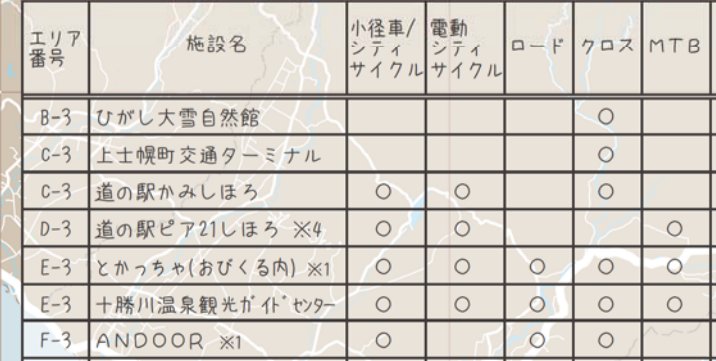 エリア番号 施設名 小径車/シティサイクル 電動シティサイクル ロード クロス MTB
B-3 ひがし大雪自然館 ○
C-3 上士幌町交通ターミナル ○
C-3 道の駅かみしほろ ○ ○ ○
D-3 道の駅ピア21しほろ ※4 ○ ○ ○
E-3 とかっちゃ(おびくる内) ※1 ○ ○ ○ ○ ○
E-3 十勝川温泉観光ガイドセンター ○ ○ ○ ○ ○
F-3 ANDOOR ※1 ○ ○ ○